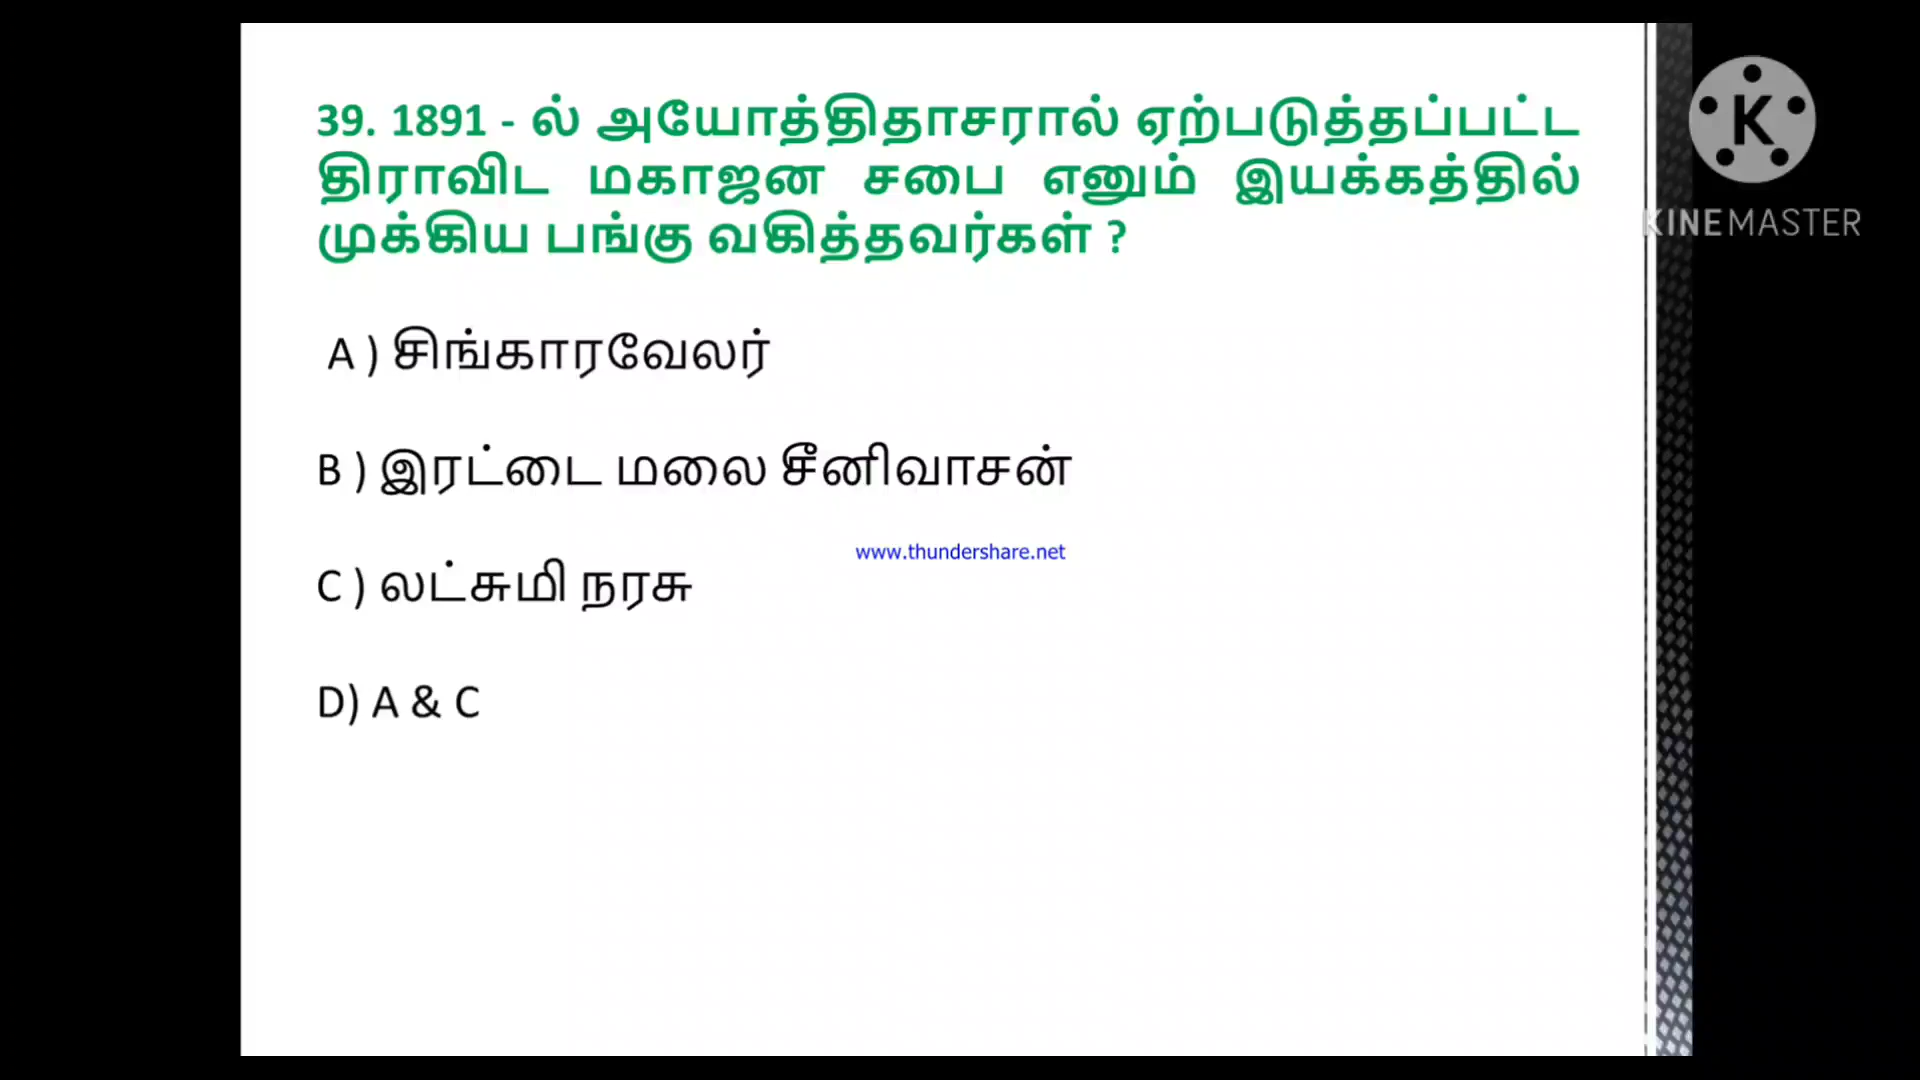 39. 1891 - ல் அயோத்திதாசரால் ஏற்படுத்தப்பட்ட
திராவிட மகாஜன சபை எனும் இயக்கத்தில்
முக்கிய பங்கு வகித்தவர்கள் ?
A ) சிங்காரவேலர்
B ) இரட்டை மலை சீனிவாசன்
www.thundershare.net
C ) லட்சுமி நரசு
D) A & C
K
KINEMASTER